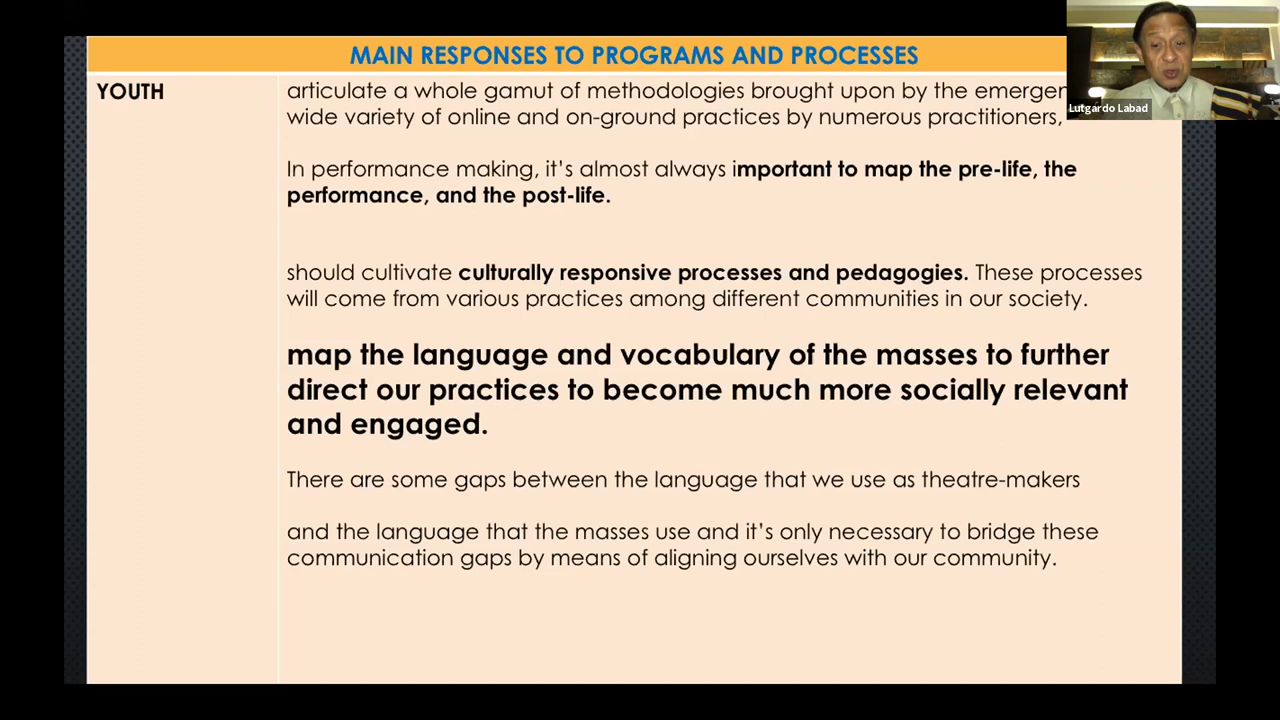 MAIN RESPONSES TO PROGRAMS AND PROCESSES
Lutgardo Labad
YOUTH
articulate a whole gamut of methodologies brought upon by the
wide variety of online and on-ground practices by numerous practitioners,
In performance making, it's almost always important to map the pre-life, the
performance, and the post-life.
should cultivate culturally responsive processes and pedagogies. These processes
will come from various practices among different communities in our society.
map the language and vocabulary of the masses to further
direct our practices to become much more socially relevant
and engaged.
There are some gaps between the language that we use as theatre-makers
and the language that the masses use and it's only necessary to bridge these
communication gaps by means of aligning ourselves with our community.